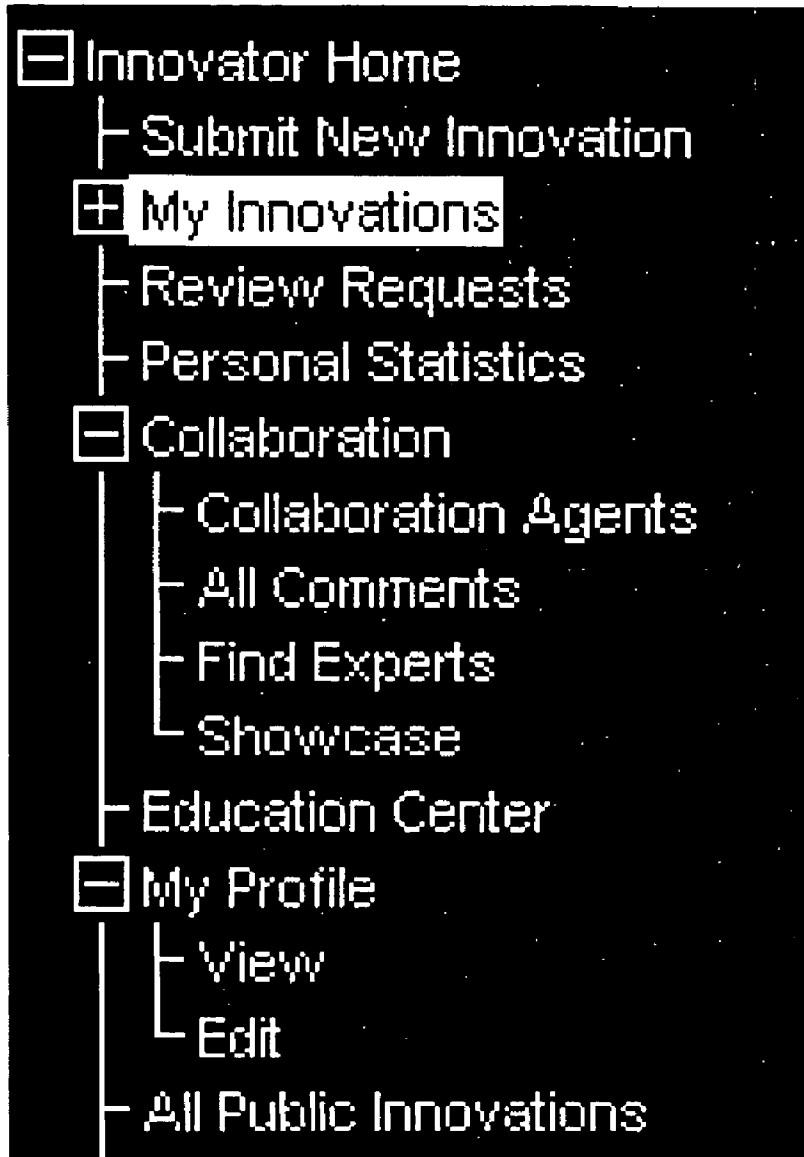 Innovator Home
Submit New Innovation
My Innovations
Review Requests
Personal Statistics
Collaboration
Collaboration Agents
All Comments
Find Experts
Showcase
Education Center
My Profile
View
Edit
All Public Innovations